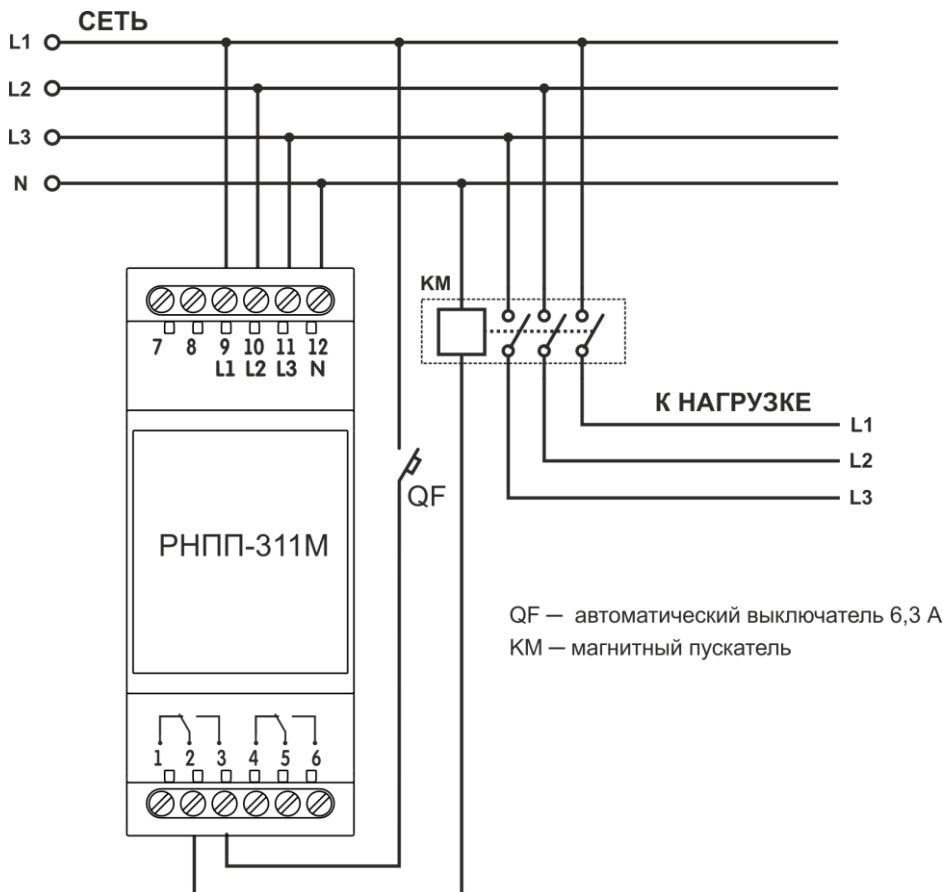 СЕТЬ
L1
L2
L3
N
KM
7 8 9 10 11 12
L1 L2 L3 N
К НАГРУЗКЕ
L1
L2
L3
QF
РНПП-311М
QF — автоматический выключатель 6,3 А
КМ — магнитный пускатель
1 2 3 4 5 6